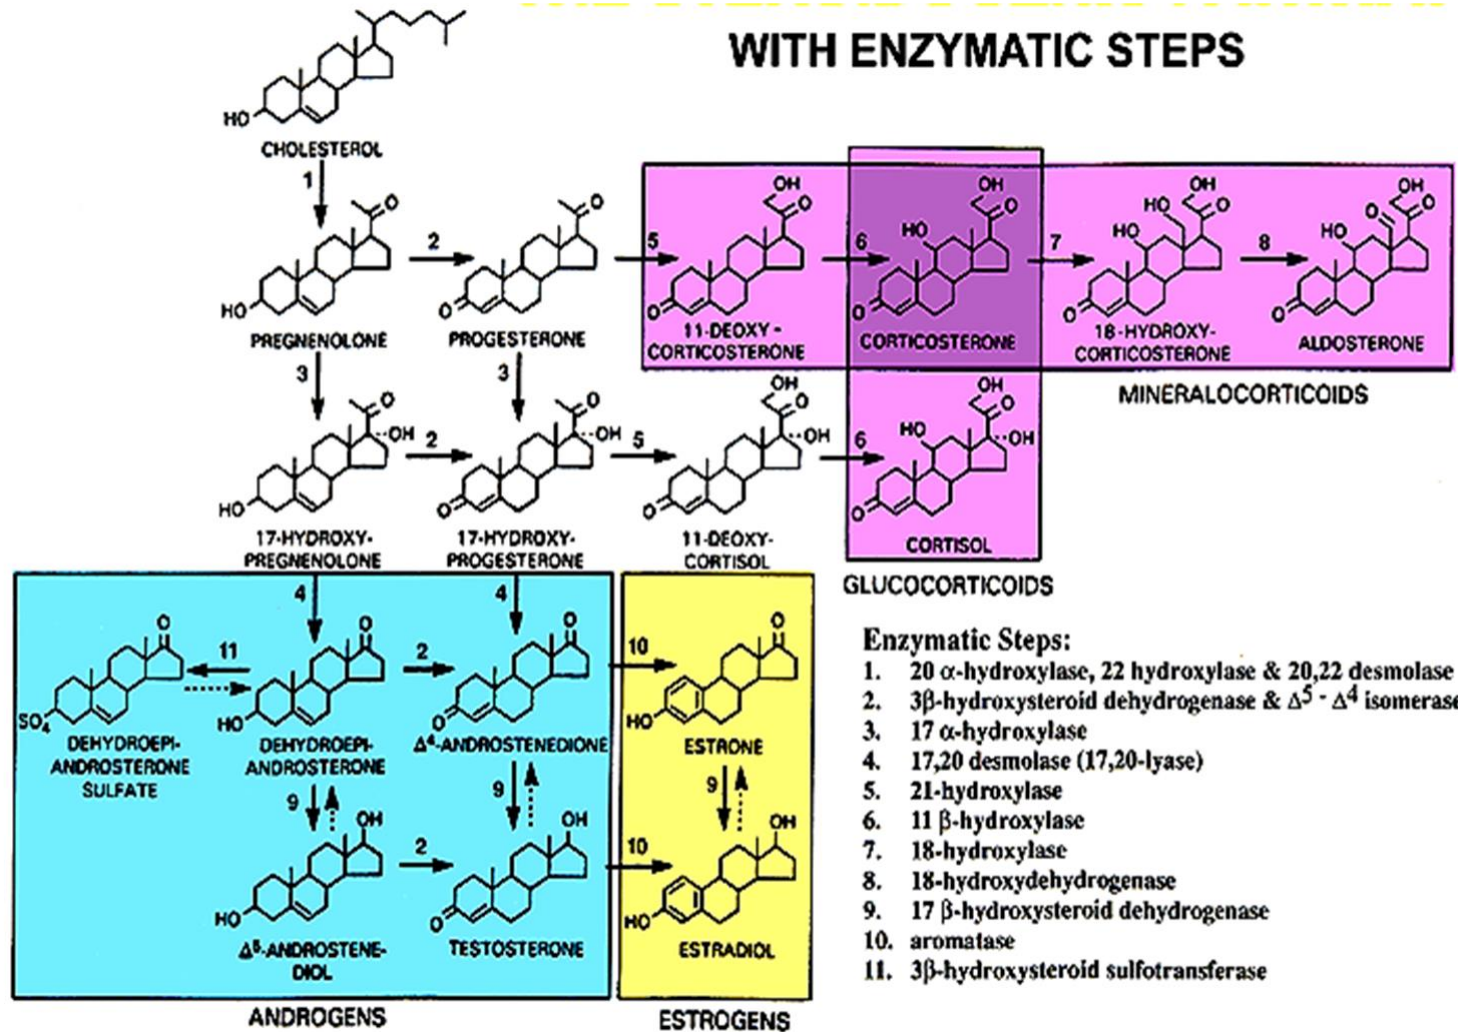 WITH ENZYMATIC STEPS
HO
CHOLESTEROL
1
O
HO
PREGNENOLONE
2
O
O
PROGESTERONE
5
OH
O
O
11-DEOXY-
CORTICOSTERONE
6
OH
O
HO
O
CORTICOSTERONE
7
OH
HO
O
HO
O
18-HYDROXY-
CORTICOSTERONE
8
OH
O
O
HO
O
ALDOSTERONE
MINERALOCORTICOIDS
3
3
O
OH
HO
17-HYDROXY-
PREGNENOLONE
2
O
OH
O
17-HYDROXY-
PROGESTERONE
5
OH
O
OH
O
11-DEOXY-
CORTISOL
6
OH
O
HO
OH
O
CORTISOL
GLUCOCORTICOIDS
4
4
SO₄
DEHYDROEPI-
ANDROSTERONE
SULFATE
O
11
O
HO
DEHYDROEPI-
ANDROSTERONE
2
O
O
Δ⁴-ANDROSTENEDIONE
10
O
HO
ESTRONE
9
9
9
OH
HO
Δ⁵-ANDROSTENE-
DIOL
2
OH
O
TESTOSTERONE
10
OH
HO
ESTRADIOL
ANDROGENS
ESTROGENS
Enzymatic Steps:
1. 20 α-hydroxylase, 22 hydroxylase & 20,22 desmolase
2. 3β-hydroxysteroid dehydrogenase & Δ⁵ - Δ⁴ isomerase
3. 17 α-hydroxylase
4. 17,20 desmolase (17,20-lyase)
5. 21-hydroxylase
6. 11 β-hydroxylase
7. 18-hydroxylase
8. 18-hydroxydehydrogenase
9. 17 β-hydroxysteroid dehydrogenase
10. aromatase
11. 3β-hydroxysteroid sulfotransferase